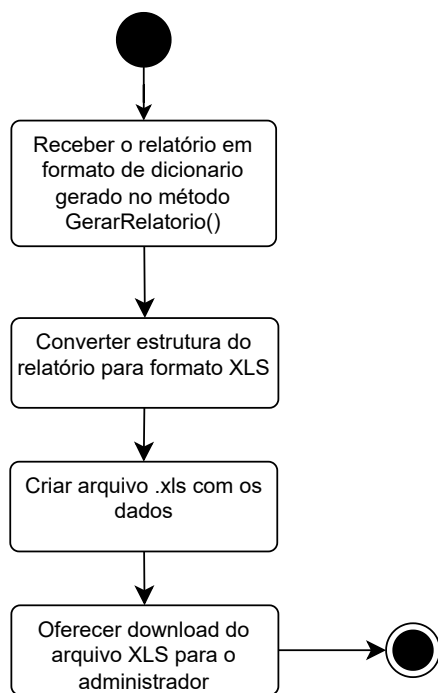 Receber o relatório em
formato de dicionario
gerado no método
GerarRelatorio()
Converter estrutura do
relatório para formato XLS
Criar arquivo .xls com os
dados
Oferecer download do
arquivo XLS para o
administrador